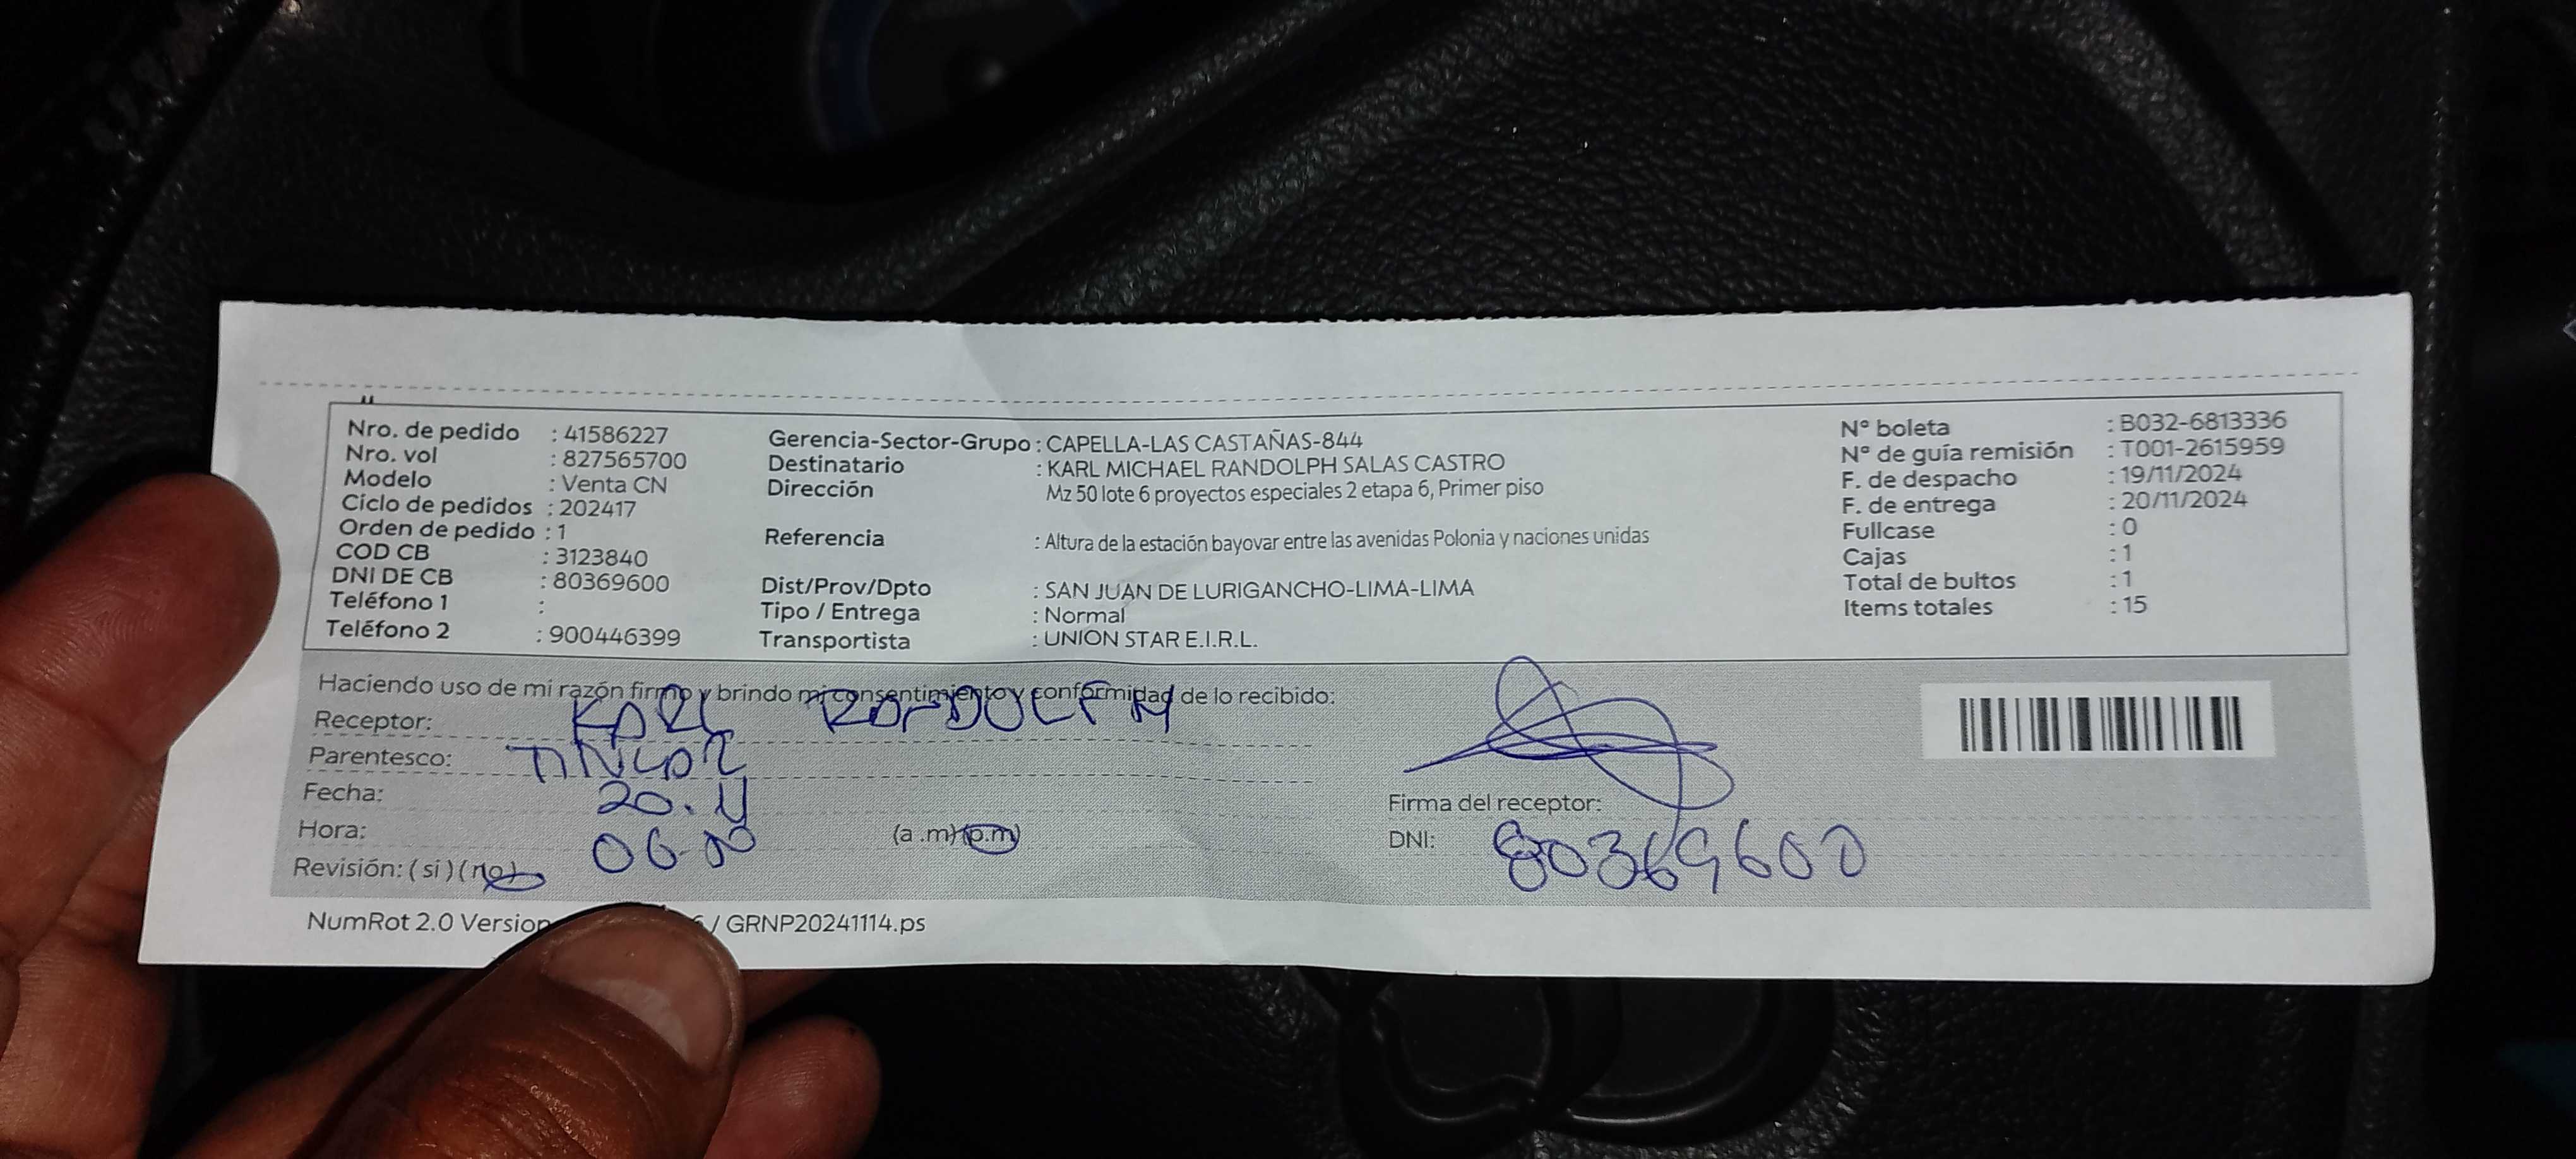 Nro. de pedido : 41586227
Nro. vol : 827565700
Modelo : Venta CN
Ciclo de pedidos : 202417
Orden de pedido : 1
COD CB : 3123840
DNI DE CB : 80369600
Teléfono 1 :
Teléfono 2 : 900446399
Gerencia-Sector-Grupo : CAPELLA-LAS CASTAÑAS-844
Destinatario : KARL MICHAEL RANDOLPH SALAS CASTRO
Dirección Mz 50 lote 6 proyectos especiales 2 etapa 6, Primer piso
Referencia : Altura de la estación bayovar entre las avenidas Polonia y naciones unidas
Dist/Prov/Dpto : SAN JUAN DE LURIGANCHO-LIMA-LIMA
Tipo / Entrega : Normal
Transportista : UNION STAR E.I.R.L.
N° boleta : B032-6813336
N° de guía remisión : T001-2615959
F. de despacho : 19/11/2024
F. de entrega : 20/11/2024
Fullcase : 0
Cajas : 1
Total de bultos : 1
Items totales : 15
Haciendo uso de mi razón firmo y brindo mi consentimiento y conformidad de lo recibido:
Receptor: KARL
Parentesco:
Fecha: 20.11
Hora: 06-00 (a .m) (p.m)
Revisión: ( si ) ( no )
Firma del receptor:
DNI: 80369600
NumRot 2.0 Version / GRNP20241114.ps